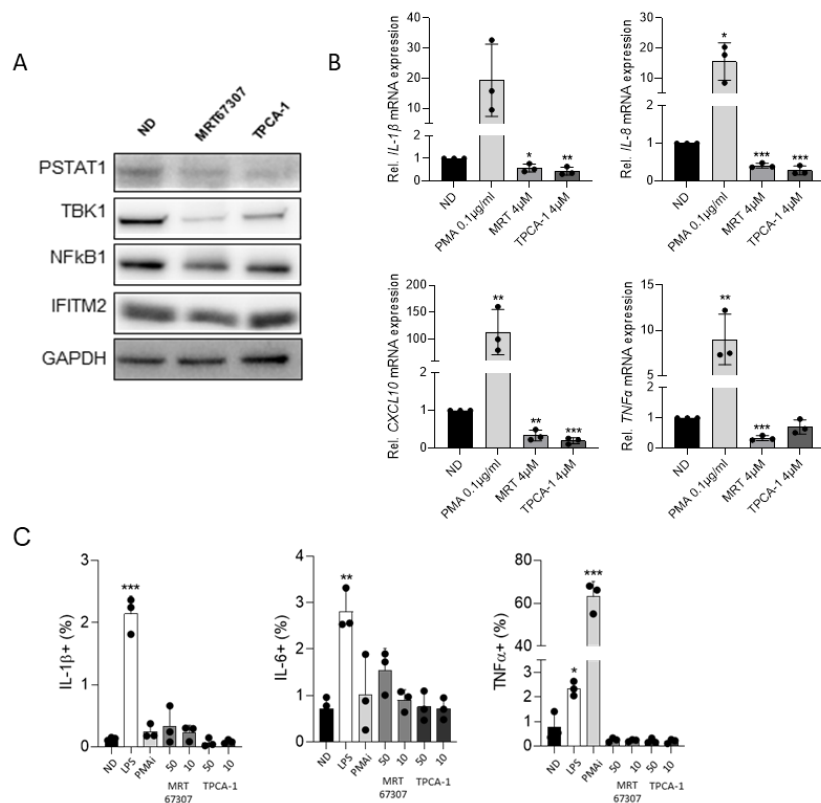 A
ND
MRT67307
TPCA-1
PSTAT1
TBK1
NFkB1
IFITM2
GAPDH
B
Rel. IL-1β mRNA expression
40
30
20
10
2
1
0
*
**
ND
PMA 0.1µg/ml
MRT 4µM
TPCA-1 4µM
Rel. IL-8 mRNA expression
30
20
10
2
1
0
*
***
***
ND
PMA 0.1µg/ml
MRT 4µM
TPCA-1 4µM
Rel. CXCL10 mRNA expression
200
150
100
50
2
1
0
**
**
***
ND
PMA 0.1µg/ml
MRT 4µM
TPCA-1 4µM
Rel. TNFα mRNA expression
15
10
5
2
1
0
**
***
ND
PMA 0.1µg/ml
MRT 4µM
TPCA-1 4µM
C
IL-1β+ (%)
3
2
1
0
***
ND
LPS
PMAi
50
10
50
10
MRT
67307
TPCA-1
IL-6+ (%)
4
3
2
1
0
**
ND
LPS
PMAi
50
10
50
10
MRT
67307
TPCA-1
TNFα+ (%)
80
60
40
20
4
3
2
1
0
*
***
ND
LPS
PMAi
50
10
50
10
MRT
67307
TPCA-1